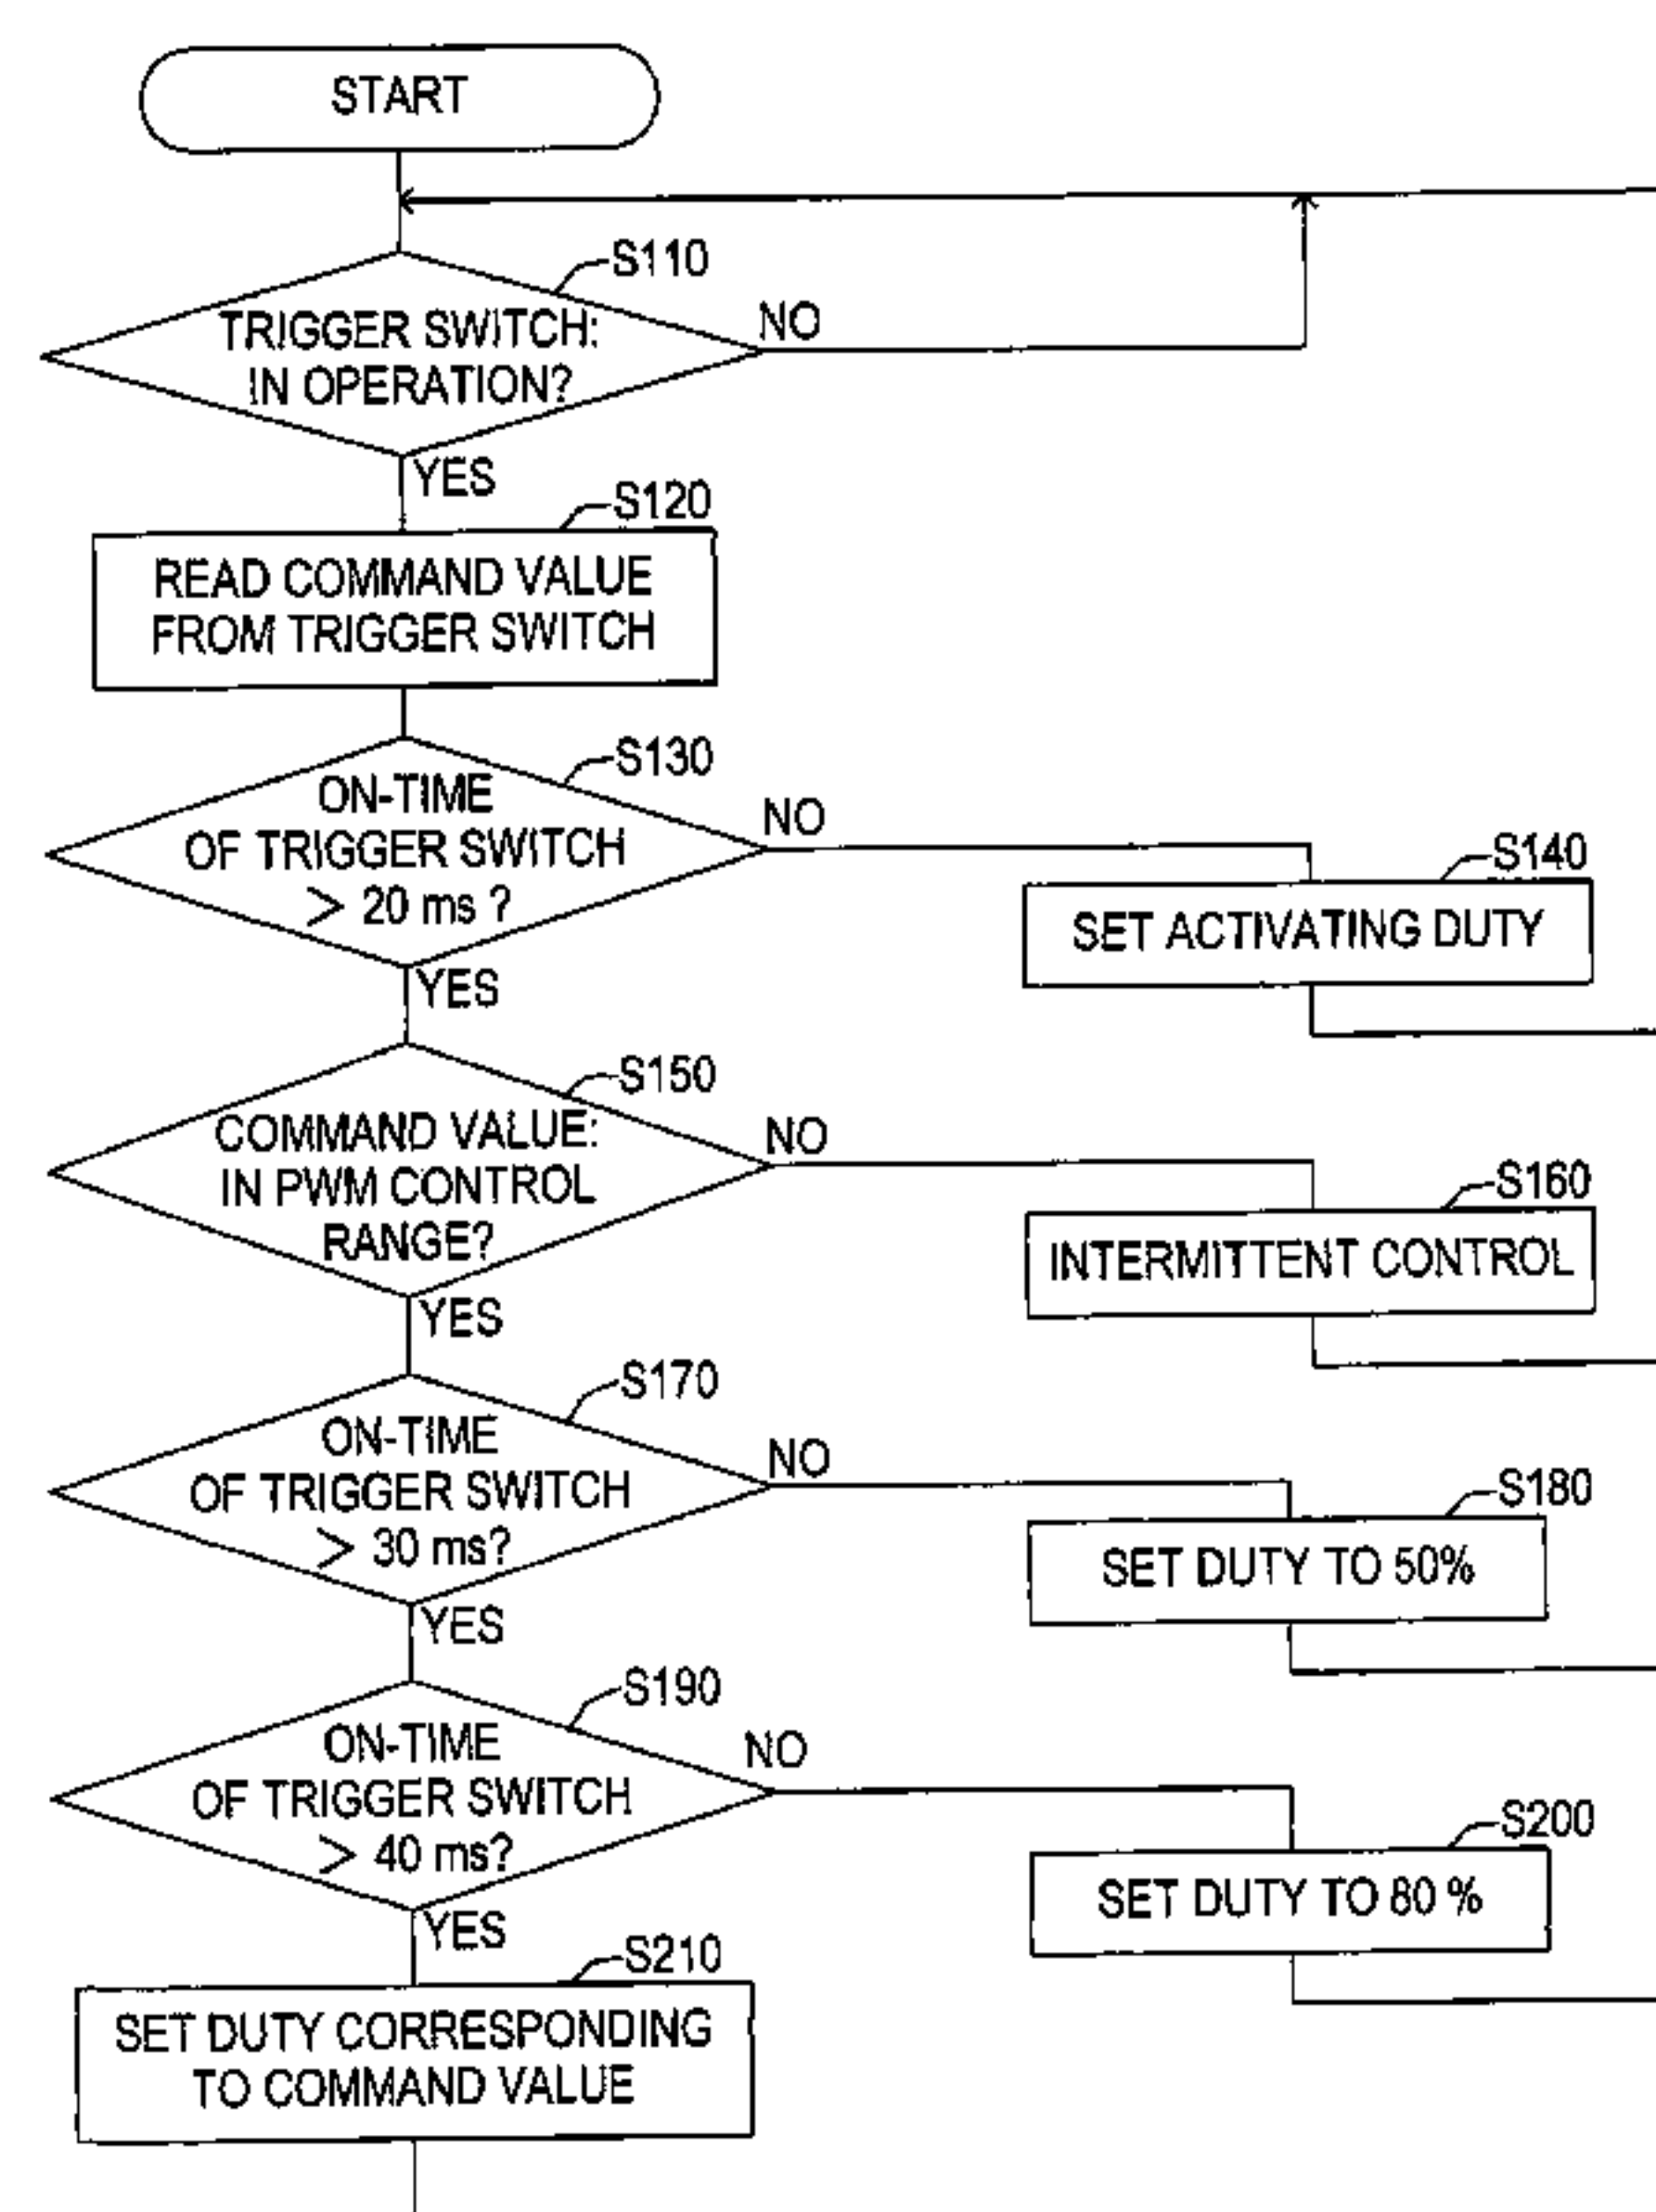 START
S110
TRIGGER SWITCH:
IN OPERATION?
NO
YES
S120
READ COMMAND VALUE
FROM TRIGGER SWITCH
S130
ON-TIME
OF TRIGGER SWITCH
> 20 ms ?
NO
YES
S140
SET ACTIVATING DUTY
S150
COMMAND VALUE:
IN PWM CONTROL
RANGE?
NO
YES
S160
INTERMITTENT CONTROL
S170
ON-TIME
OF TRIGGER SWITCH
> 30 ms?
NO
YES
S180
SET DUTY TO 50%
S190
ON-TIME
OF TRIGGER SWITCH
> 40 ms?
NO
YES
S200
SET DUTY TO 80 %
S210
SET DUTY CORRESPONDING
TO COMMAND VALUE